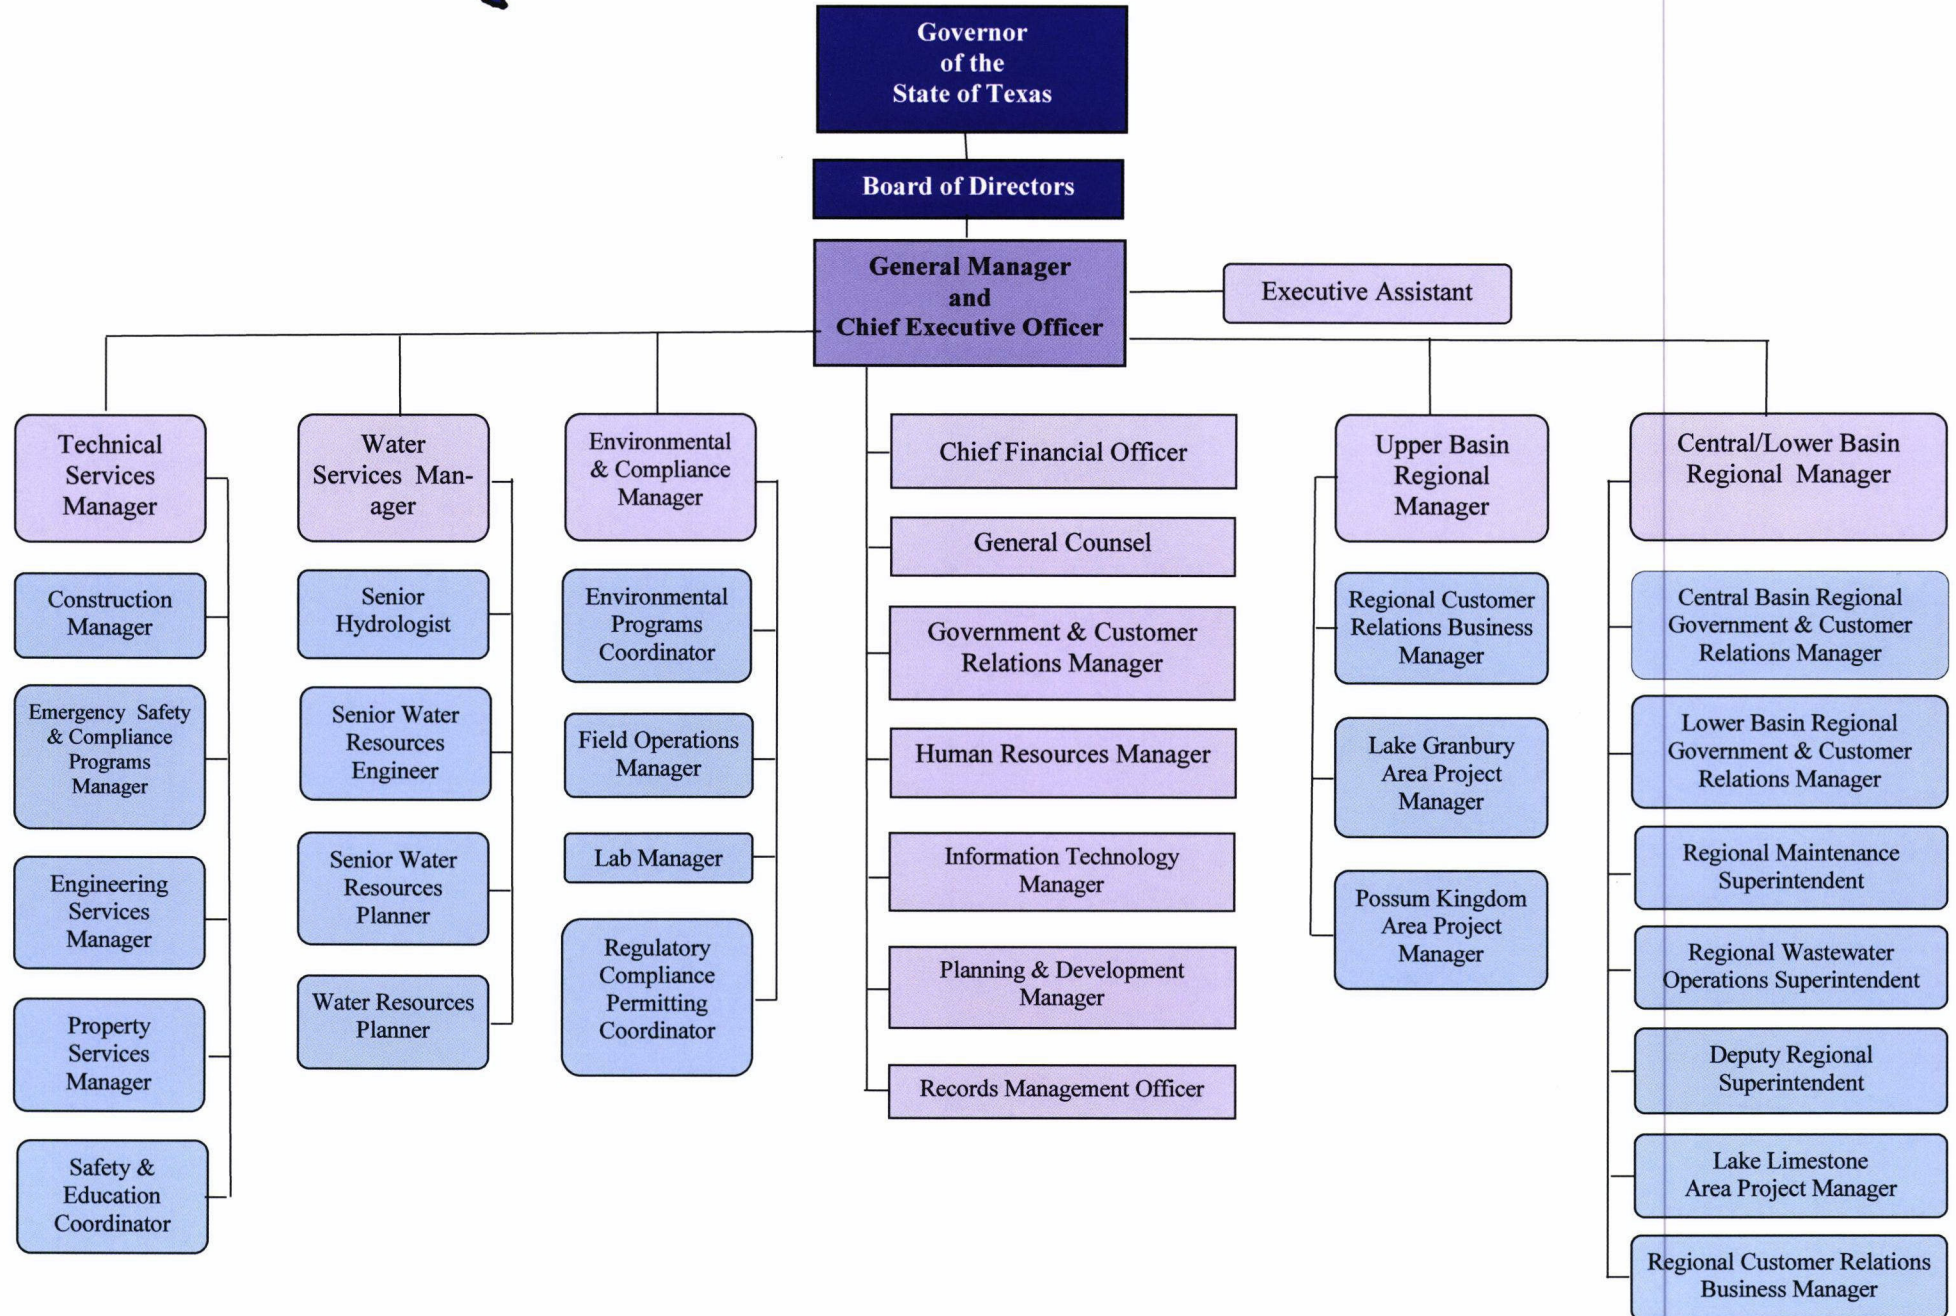 Governor
of the
State of Texas
Board of Directors
General Manager
and
Chief Executive Officer
Executive Assistant
Technical
Services
Manager
Construction
Manager
Emergency Safety
& Compliance
Programs
Manager
Engineering
Services
Manager
Property
Services
Manager
Safety &
Education
Coordinator
Water
Services Man-
ager
Senior
Hydrologist
Senior Water
Resources
Engineer
Senior Water
Resources
Planner
Water Resources
Planner
Environmental
& Compliance
Manager
Environmental
Programs
Coordinator
Field Operations
Manager
Lab Manager
Regulatory
Compliance
Permitting
Coordinator
Chief Financial Officer
General Counsel
Government & Customer
Relations Manager
Human Resources Manager
Information Technology
Manager
Planning & Development
Manager
Records Management Officer
Upper Basin
Regional
Manager
Regional Customer
Relations Business
Manager
Lake Granbury
Area Project
Manager
Possum Kingdom
Area Project
Manager
Central/Lower Basin
Regional Manager
Central Basin Regional
Government & Customer
Relations Manager
Lower Basin Regional
Government & Customer
Relations Manager
Regional Maintenance
Superintendent
Regional Wastewater
Operations Superintendent
Deputy Regional
Superintendent
Lake Limestone
Area Project Manager
Regional Customer Relations
Business Manager